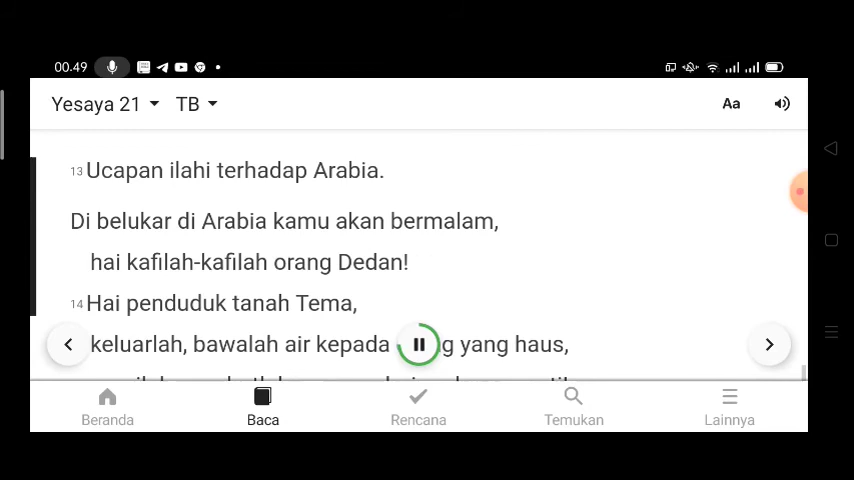 00.49
Yesaya 21 TB Aa
13 Ucapan ilahi terhadap Arabia.
Di belukar di Arabia kamu akan bermalam,
hai kafilah-kafilah orang Dedan!
14 Hai penduduk tanah Tema,
keluarlah, bawalah air kepada yang haus,
Beranda Baca Rencana Temukan Lainnya